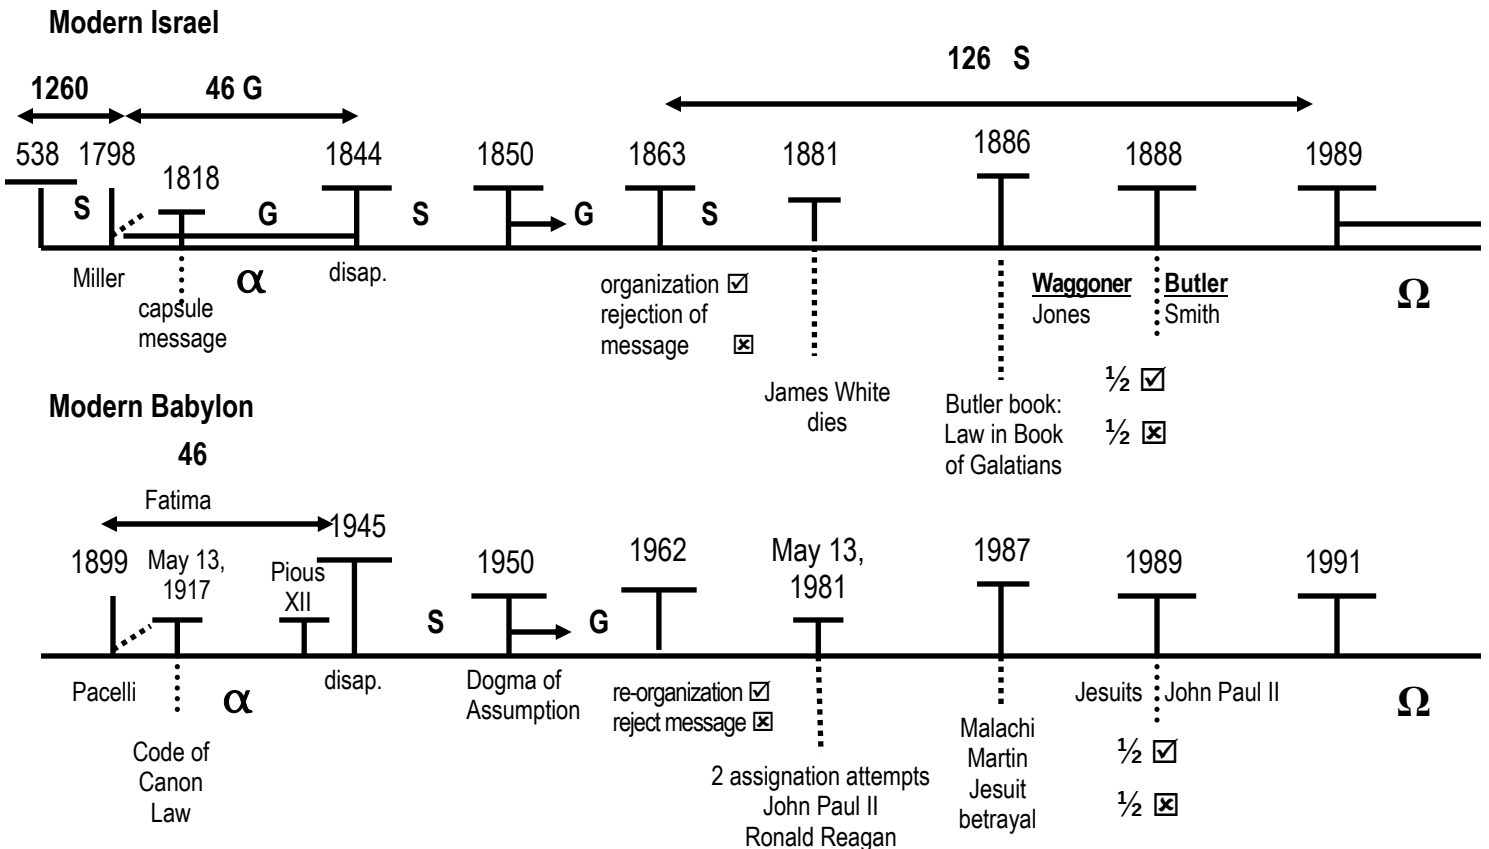 Modern Israel
126 S
1260
46 G
538
1798
1818
1844
1850
1863
1881
1886
1888
1989
S
G
S
G
S
Miller
α
disap.
capsule
message
organization ☑
rejection of
message ☒
James White
dies
Butler book:
Law in Book
of Galatians
Waggoner
Jones
Butler
Smith
½ ☑
½ ☒
Ω
Modern Babylon
46
Fatima
1899
May 13,
1917
Pious
XII
1945
1950
1962
May 13,
1981
1987
1989
1991
S
G
Pacelli
α
disap.
Code of
Canon
Law
Dogma of
Assumption
re-organization ☑
reject message ☒
2 assignation attempts
John Paul II
Ronald Reagan
Malachi
Martin
Jesuit
betrayal
Jesuits
John Paul II
½ ☑
½ ☒
Ω